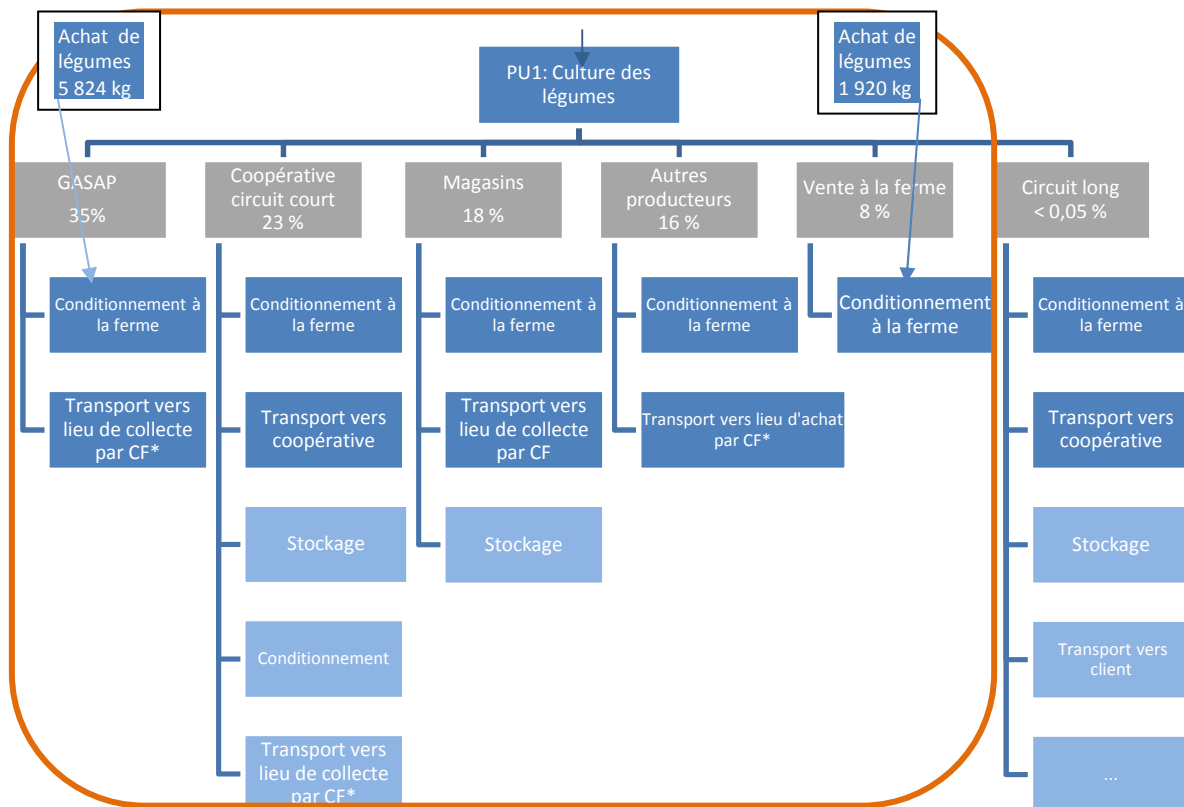 Achat de
légumes
5 824 kg
PU1: Culture des
légumes
Achat de
légumes
1 920 kg
GASAP
35%
Coopérative
circuit court
23 %
Magasins
18 %
Autres
producteurs
16 %
Vente à la ferme
8 %
Circuit long
< 0,05 %
Conditionnement à
la ferme
Conditionnement à
la ferme
Conditionnement à
la ferme
Conditionnement à
la ferme
Conditionnement
à la ferme
Conditionnement à
la ferme
Transport vers
lieu de collecte
par CF*
Transport vers
coopérative
Transport vers
lieu de collecte
par CF
Transport vers lieu d'achat
par CF*
Transport vers
coopérative
Stockage
Stockage
Stockage
Conditionnement
Transport vers
client
Transport vers
lieu de collecte
par CF*
...